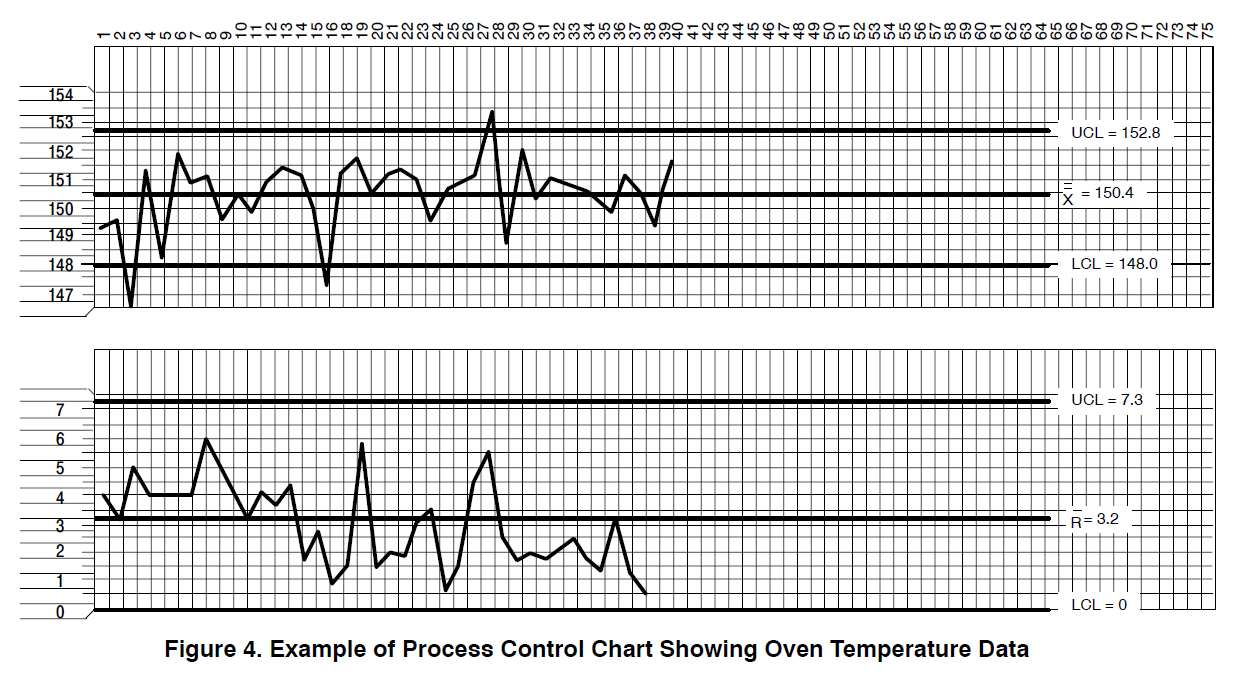 1 2 3 4 5 6 7 8 9 10 11 12 13 14 15 16 18 19 20 21 22 23 24 25 26 27 28 29 30 31 32 33 34 35 36 37 38 39 40 41 42 43 44 45 46 47 48 49 50 51 52 53 54 55 56 57 58 59 60 61 62 63 64 65 66 67 68 69 70 71 72 73 74 75
154
153
UCL = 152.8
152
151
X̿ = 150.4
150
149
148
LCL = 148.0
147
UCL = 7.3
7
6
5
4
R̅ = 3.2
3
2
1
LCL = 0
0
Figure 4. Example of Process Control Chart Showing Oven Temperature Data